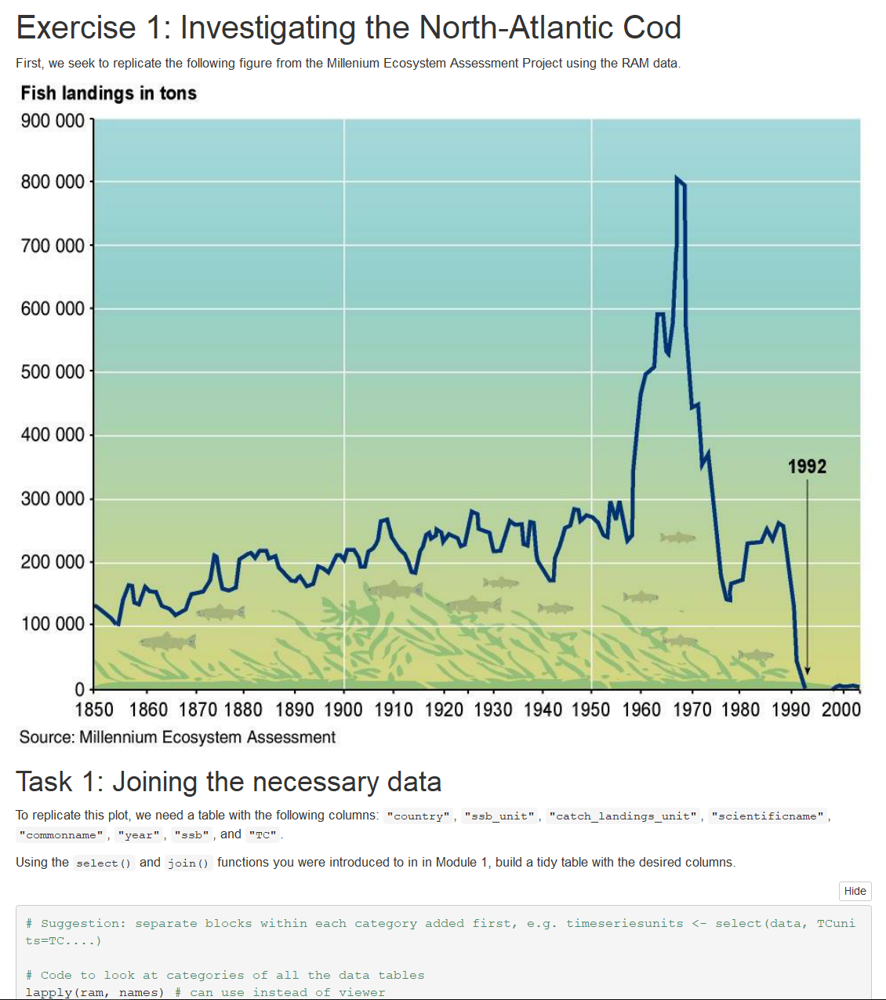 Exercise 1: Investigating the North-Atlantic Cod
First, we seek to replicate the following figure from the Millenium Ecosystem Assessment Project using the RAM data.
Fish landings in tons
900 000
800 000
700 000
600 000
500 000
400 000
300 000
200 000
100 000
0
1992
1850 1860 1870 1880 1890 1900 1910 1920 1930 1940 1950 1960 1970 1980 1990 2000
Source: Millennium Ecosystem Assessment
Task 1: Joining the necessary data
To replicate this plot, we need a table with the following columns: "country", "ssb_unit", "catch_landings_unit", "scientificname",
"commonname", "year", "ssb", and "TC".
Using the select() and join() functions you were introduced to in in Module 1, build a tidy table with the desired columns.
Hide
# Suggestion: separate blocks within each category added first, e.g. timeseriesunits <- select(data, TCuni
ts=TC....)
# Code to look at categories of all the data tables
lapply(ram, names) # can use instead of viewer